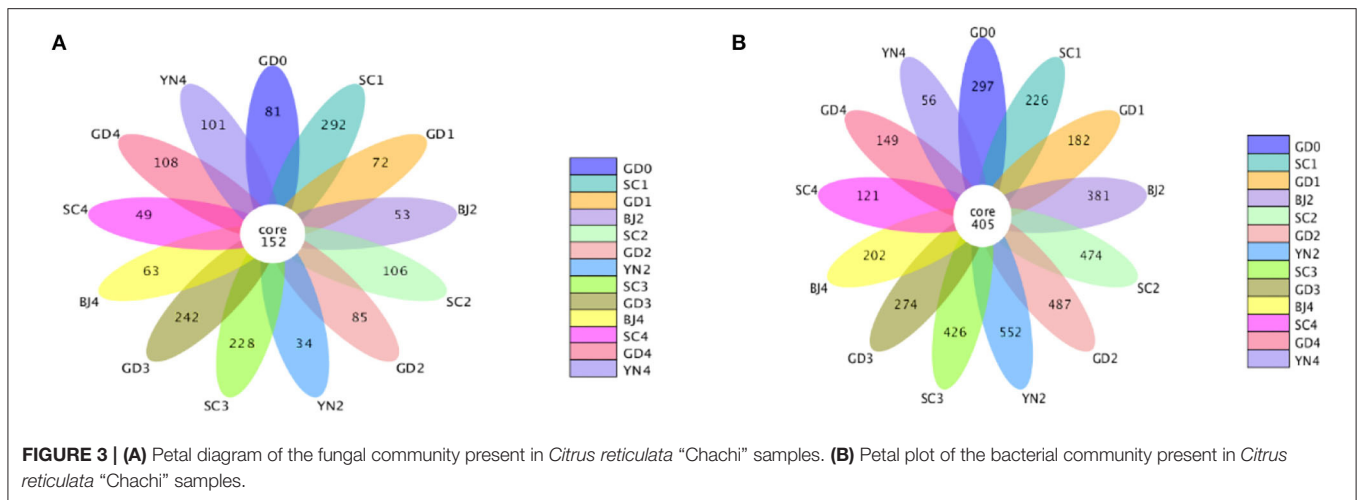 A
GD0
YN4
SC1
81
101
292
GD4
GD1
108
72
SC4
49
53
BJ2
core
152
63
106
BJ4
SC2
242
85
228
34
GD3
GD2
SC3
YN2
GD0
SC1
GD1
BJ2
SC2
GD2
YN2
SC3
GD3
BJ4
SC4
GD4
YN4
B
GD0
YN4
SC1
297
56
226
GD4
GD1
149
182
SC4
121
381
BJ2
core
405
202
474
BJ4
SC2
274
487
426
552
GD3
GD2
SC3
YN2
GD0
SC1
GD1
BJ2
SC2
GD2
YN2
SC3
GD3
BJ4
SC4
GD4
YN4
FIGURE 3 | (A) Petal diagram of the fungal community present in Citrus reticulata “Chachi” samples. (B) Petal plot of the bacterial community present in Citrus
reticulata “Chachi” samples.